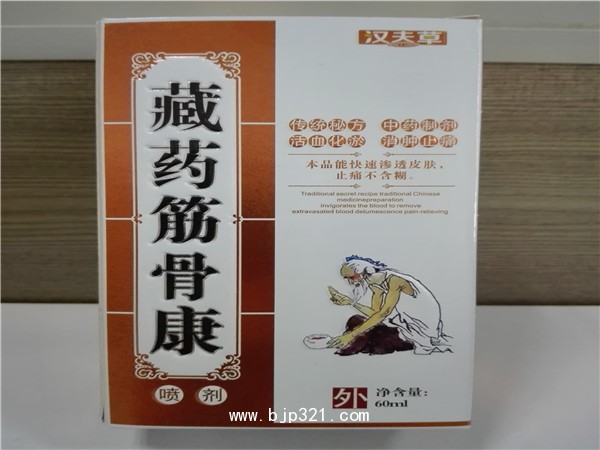 汉夫草
藏药筋骨康
喷剂
传统秘方 中药制剂
活血化淤 消肿止痛
本品能快速渗透皮肤，
止痛不含糊。
Traditional secret recipe traditional Chinese
medicinepreparation
invigorates the blood to remove
extravasated blood detumescence pain-relieving
外
净含量：
60ml
www.bjp321.com